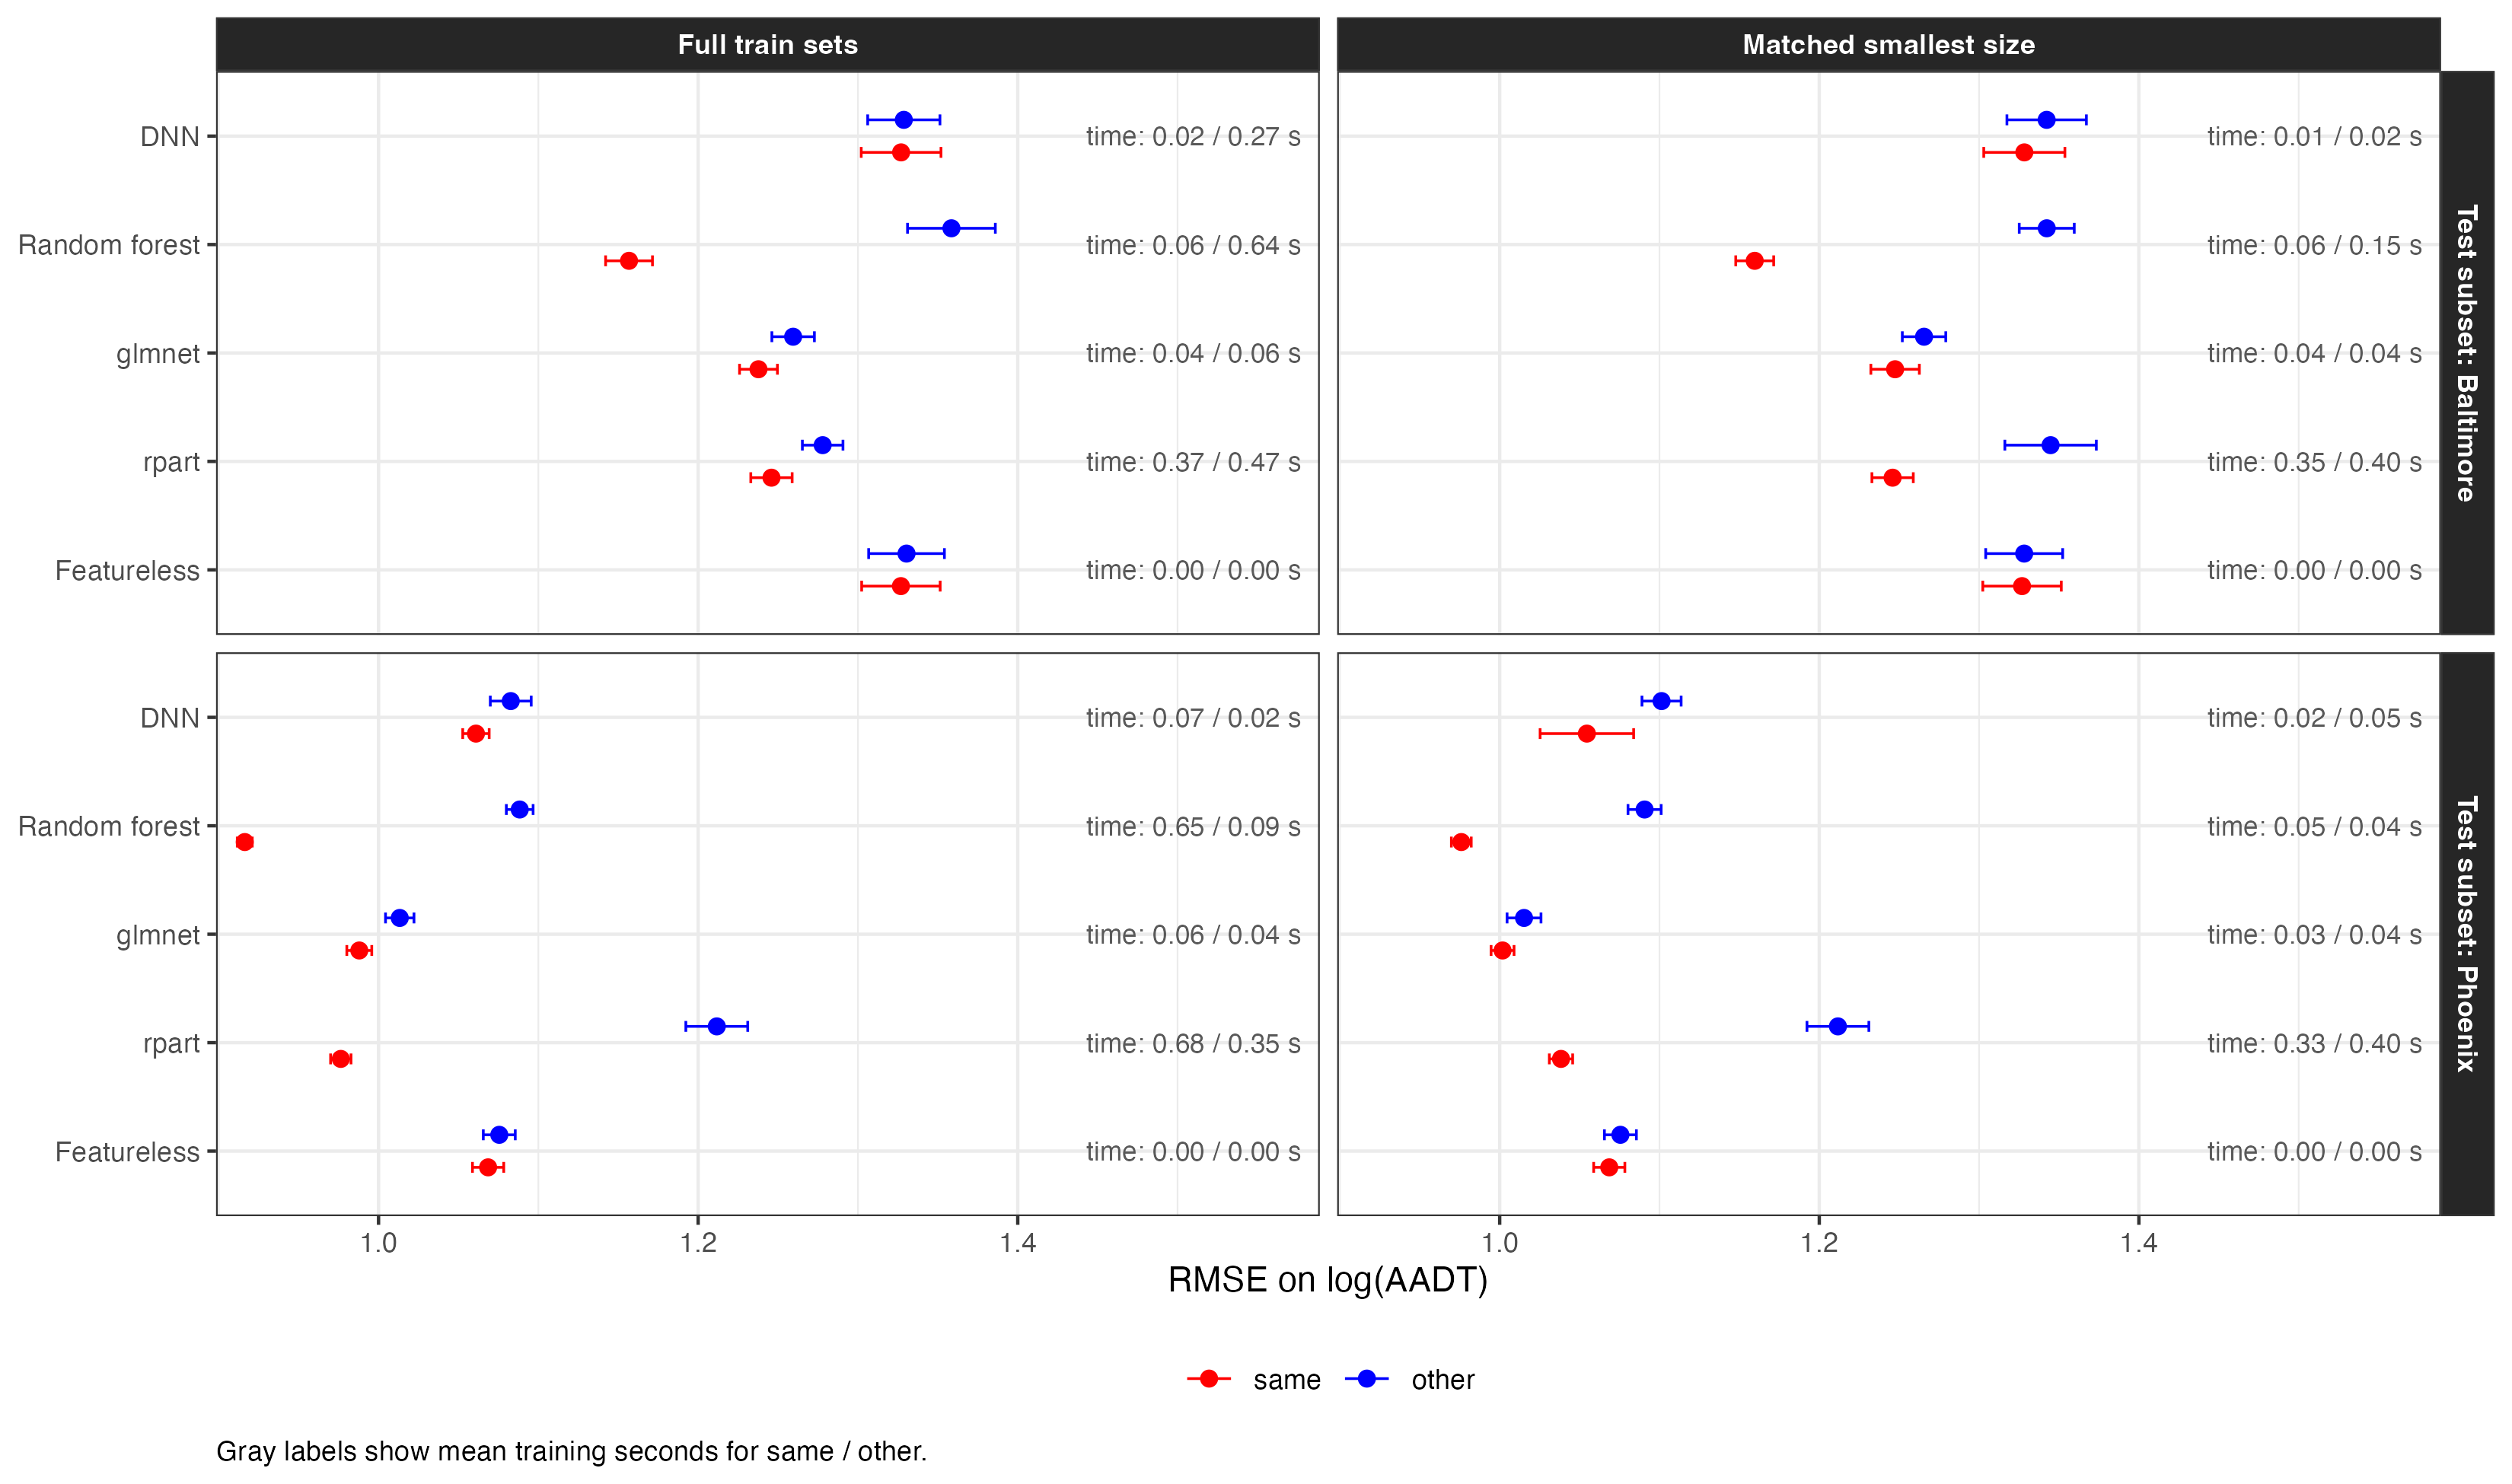 Full train sets
Matched smallest size
DNN
time: 0.02 / 0.27 s
time: 0.01 / 0.02 s
Random forest
time: 0.06 / 0.64 s
time: 0.06 / 0.15 s
glmnet
time: 0.04 / 0.06 s
time: 0.04 / 0.04 s
rpart
time: 0.37 / 0.47 s
time: 0.35 / 0.40 s
Featureless
time: 0.00 / 0.00 s
time: 0.00 / 0.00 s
Test subset: Baltimore
DNN
time: 0.07 / 0.02 s
time: 0.02 / 0.05 s
Random forest
time: 0.65 / 0.09 s
time: 0.05 / 0.04 s
glmnet
time: 0.06 / 0.04 s
time: 0.03 / 0.04 s
rpart
time: 0.68 / 0.35 s
time: 0.33 / 0.40 s
Featureless
time: 0.00 / 0.00 s
time: 0.00 / 0.00 s
Test subset: Phoenix
1.0 1.2 1.4
1.0 1.2 1.4
RMSE on log(AADT)
same other
Gray labels show mean training seconds for same / other.